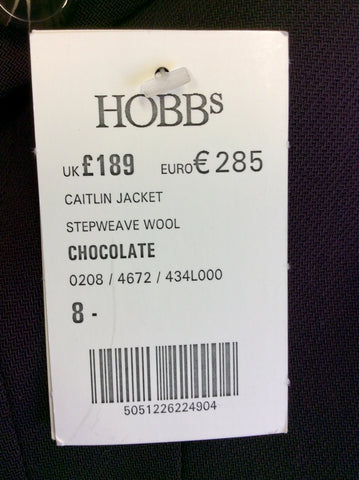 HOBBs
UK £189 EURO € 285
CAITLIN JACKET
STEPWEAVE WOOL
CHOCOLATE
0208 / 4672 / 434L000
8 -
5051226224904